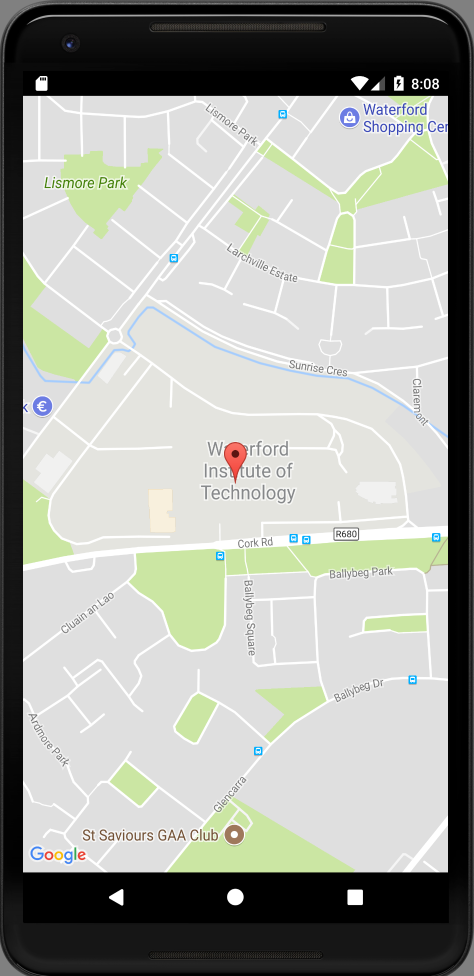 8:08
Lismore Park
Waterford
Shopping Cen
Lismore Park
Larchville Estate
Sunrise Cres
Claremont
k
€
Waterford
Institute of
Technology
R680
Cork Rd
Ballybeg Park
Ballybeg Square
Cluain an Lao
Ballybeg Dr
Ardmore Park
Glencarra
St Saviours GAA Club
Google